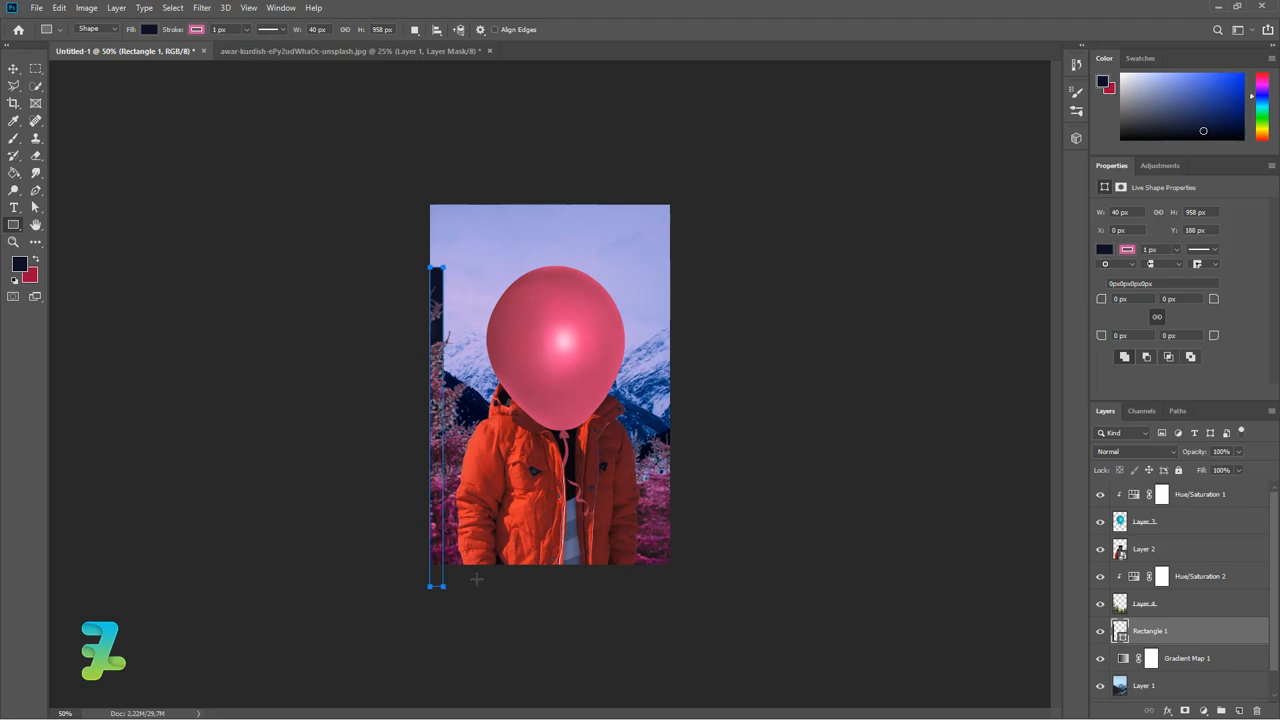 Ps File Edit Image Layer Type Select Filter 3D View Window Help
Shape Fill: Stroke: 1 px W: 40 px H: 958 px Align Edges
Untitled-1 @ 50% (Rectangle 1, RGB/8) * × awar-kurdish-ePy2udWhaOc-unsplash.jpg @ 25% (Layer 1, Layer Mask/8) * ×
Color Swatches
Properties Adjustments
Live Shape Properties
W: 40 px H: 958 px
X: 0 px Y: 188 px
1 px
0px0px0px0px
0 px 0 px
0 px 0 px
Layers Channels Paths
Kind
Normal Opacity: 100%
Lock: Fill: 100%
Hue/Saturation 1
Layer 3
Layer 2
Hue/Saturation 2
Layer 4
Rectangle 1
Gradient Map 1
Layer 1
50% Doc: 2,22M/29,7M